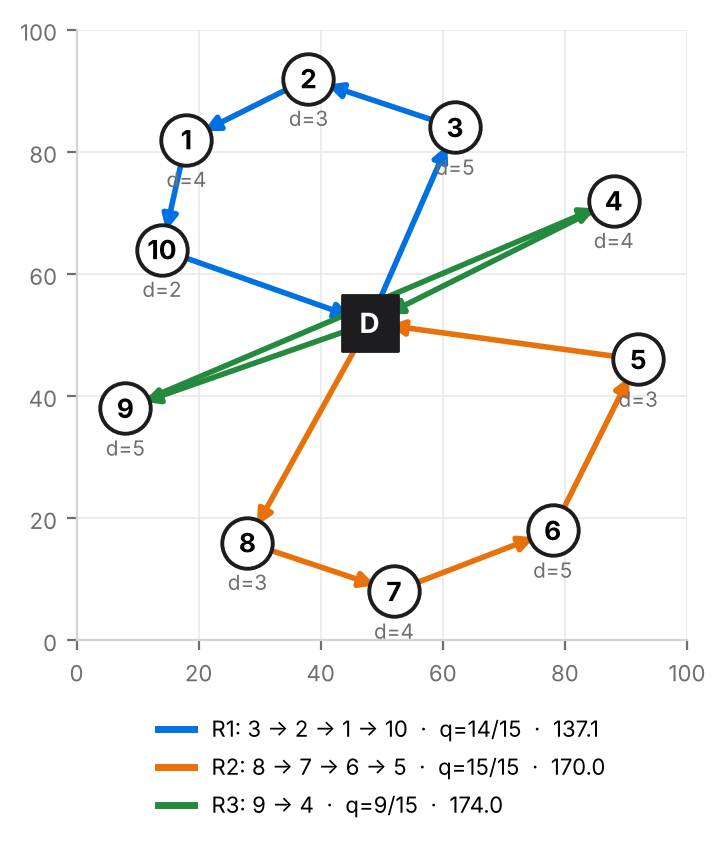 100
2
d=3
3
d=5
1
d=4
80
4
d=4
10
d=2
60
D
5
d=3
9
d=5
40
6
d=5
8
d=3
20
7
d=4
0
0 20 40 60 80 100
R1: 3 → 2 → 1 → 10 · q=14/15 · 137.1
R2: 8 → 7 → 6 → 5 · q=15/15 · 170.0
R3: 9 → 4 · q=9/15 · 174.0